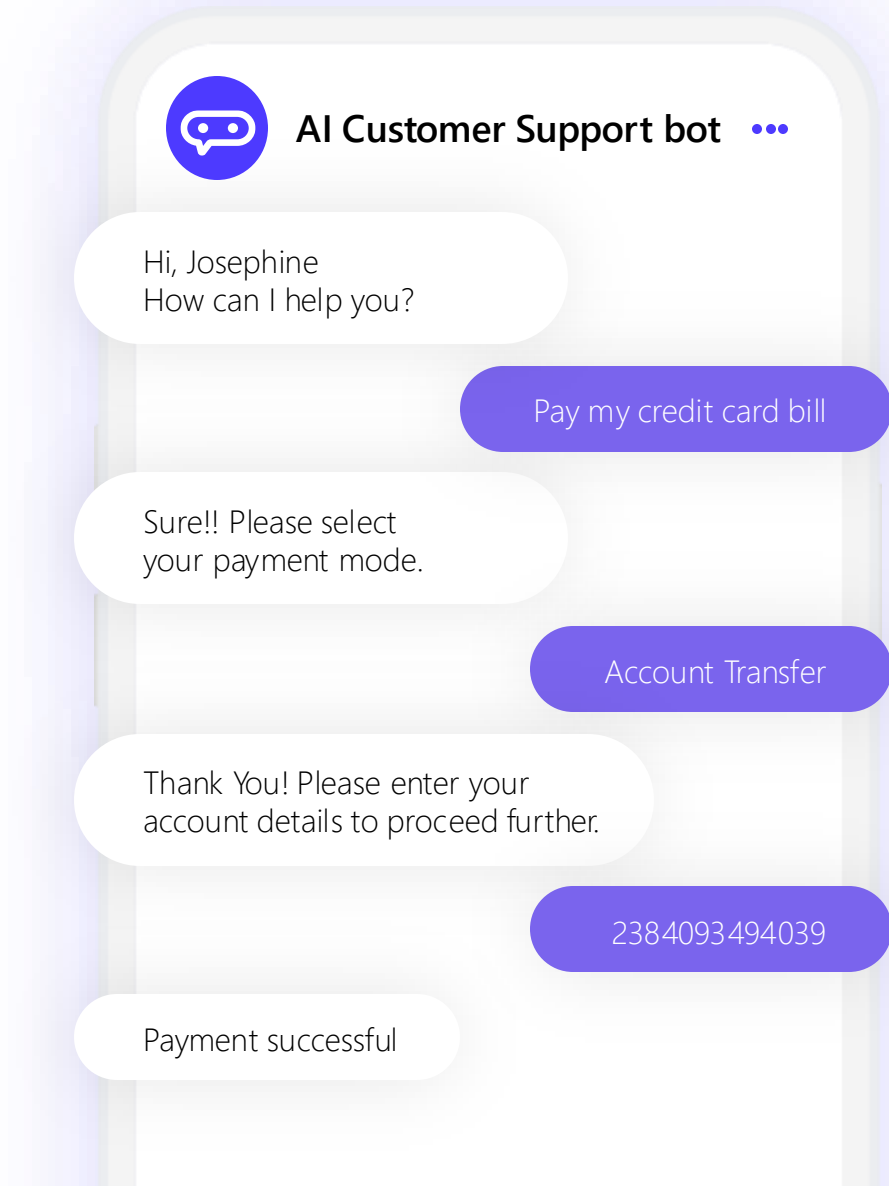 AI Customer Support bot
Hi, Josephine
How can I help you?
Pay my credit card bill
Sure!! Please select
your payment mode.
Account Transfer
Thank You! Please enter your
account details to proceed further.
2384093494039
Payment successful